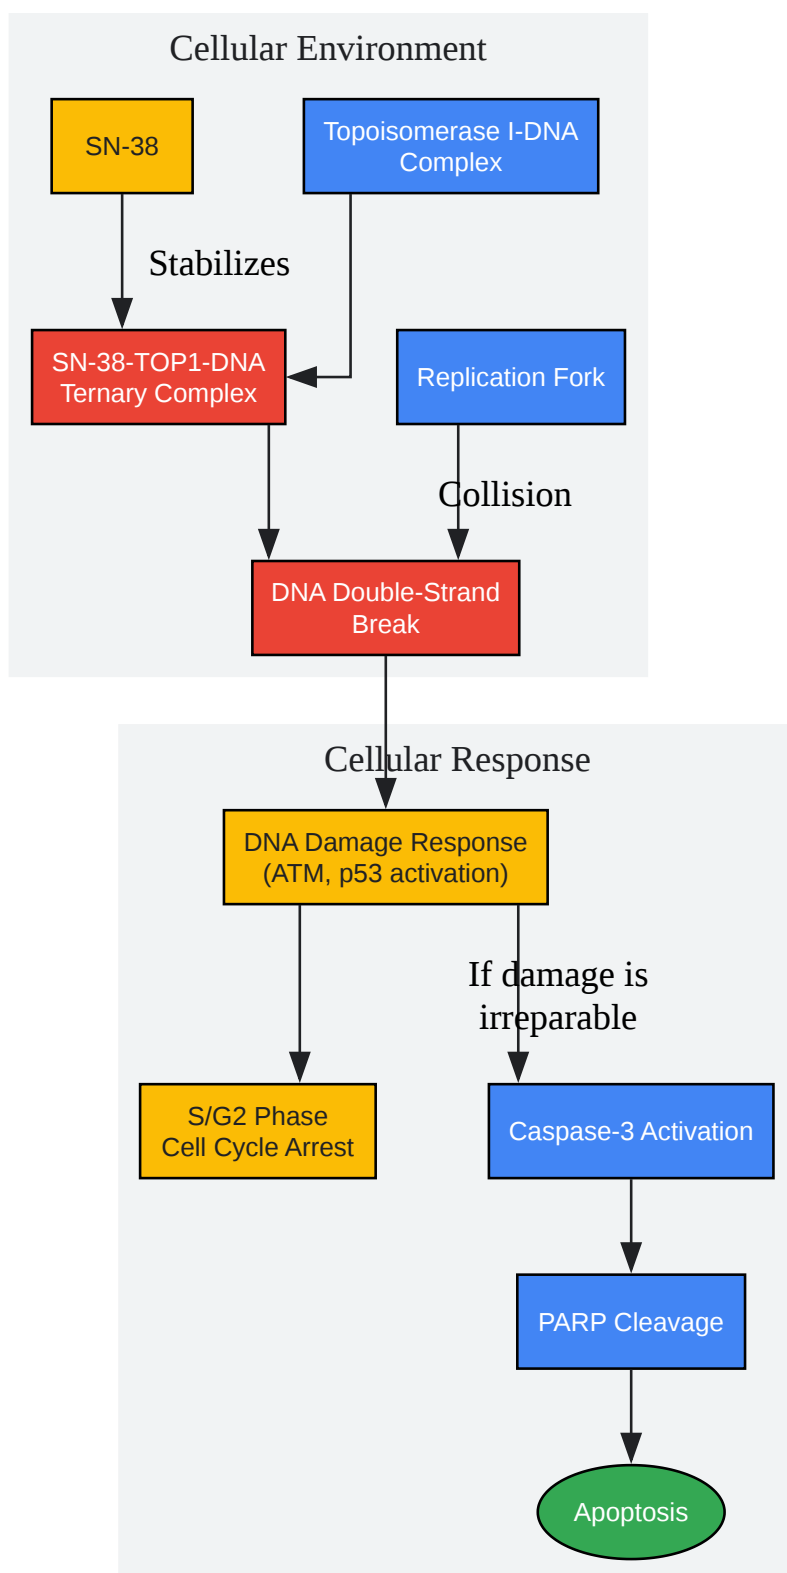 Cellular Environment
SN-38
Topoisomerase I-DNA
Complex
Stabilizes
SN-38-TOP1-DNA
Ternary Complex
Replication Fork
Collision
DNA Double-Strand
Break
Cellular Response
DNA Damage Response
(ATM, p53 activation)
If damage is
irreparable
S/G2 Phase
Cell Cycle Arrest
Caspase-3 Activation
PARP Cleavage
Apoptosis